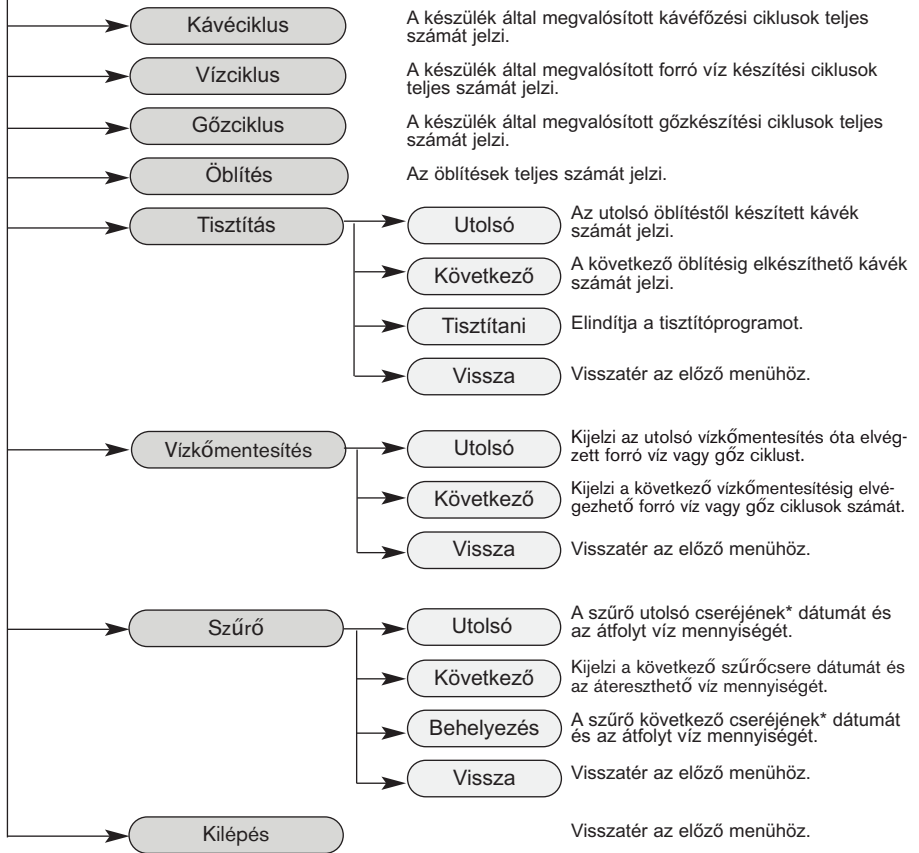 Kávéciklus
A készülék által megvalósított kávéfőzési ciklusok teljes
számát jelzi.
Vízciklus
A készülék által megvalósított forró víz készítési ciklusok
teljes számát jelzi.
Gőzciklus
A készülék által megvalósított gőzkészítési ciklusok teljes
számát jelzi.
Öblítés
Az öblítések teljes számát jelzi.
Tisztítás
Utolsó
Az utolsó öblítéstől készített kávék
számát jelzi.
Következő
A következő öblítésig elkészíthető kávék
számát jelzi.
Tisztítani
Elindítja a tisztítóprogramot.
Vissza
Visszatér az előző menühöz.
Vízkőmentesítés
Utolsó
Kijelzi az utolsó vízkőmentesítés óta elvég-
zett forró víz vagy gőz ciklust.
Következő
Kijelzi a következő vízkőmentesítésig elvé-
gezhető forró víz vagy gőz ciklusok számát.
Vissza
Visszatér az előző menühöz.
Szűrő
Utolsó
A szűrő utolsó cseréjének* dátumát és
az átfolyt víz mennyiségét.
Következő
Kijelzi a következő szűrőcsere dátumát és
az átereszthető víz mennyiségét.
Behelyezés
A szűrő következő cseréjének* dátumát
és az átfolyt víz mennyiségét.
Vissza
Visszatér az előző menühöz.
Kilépés
Visszatér az előző menühöz.